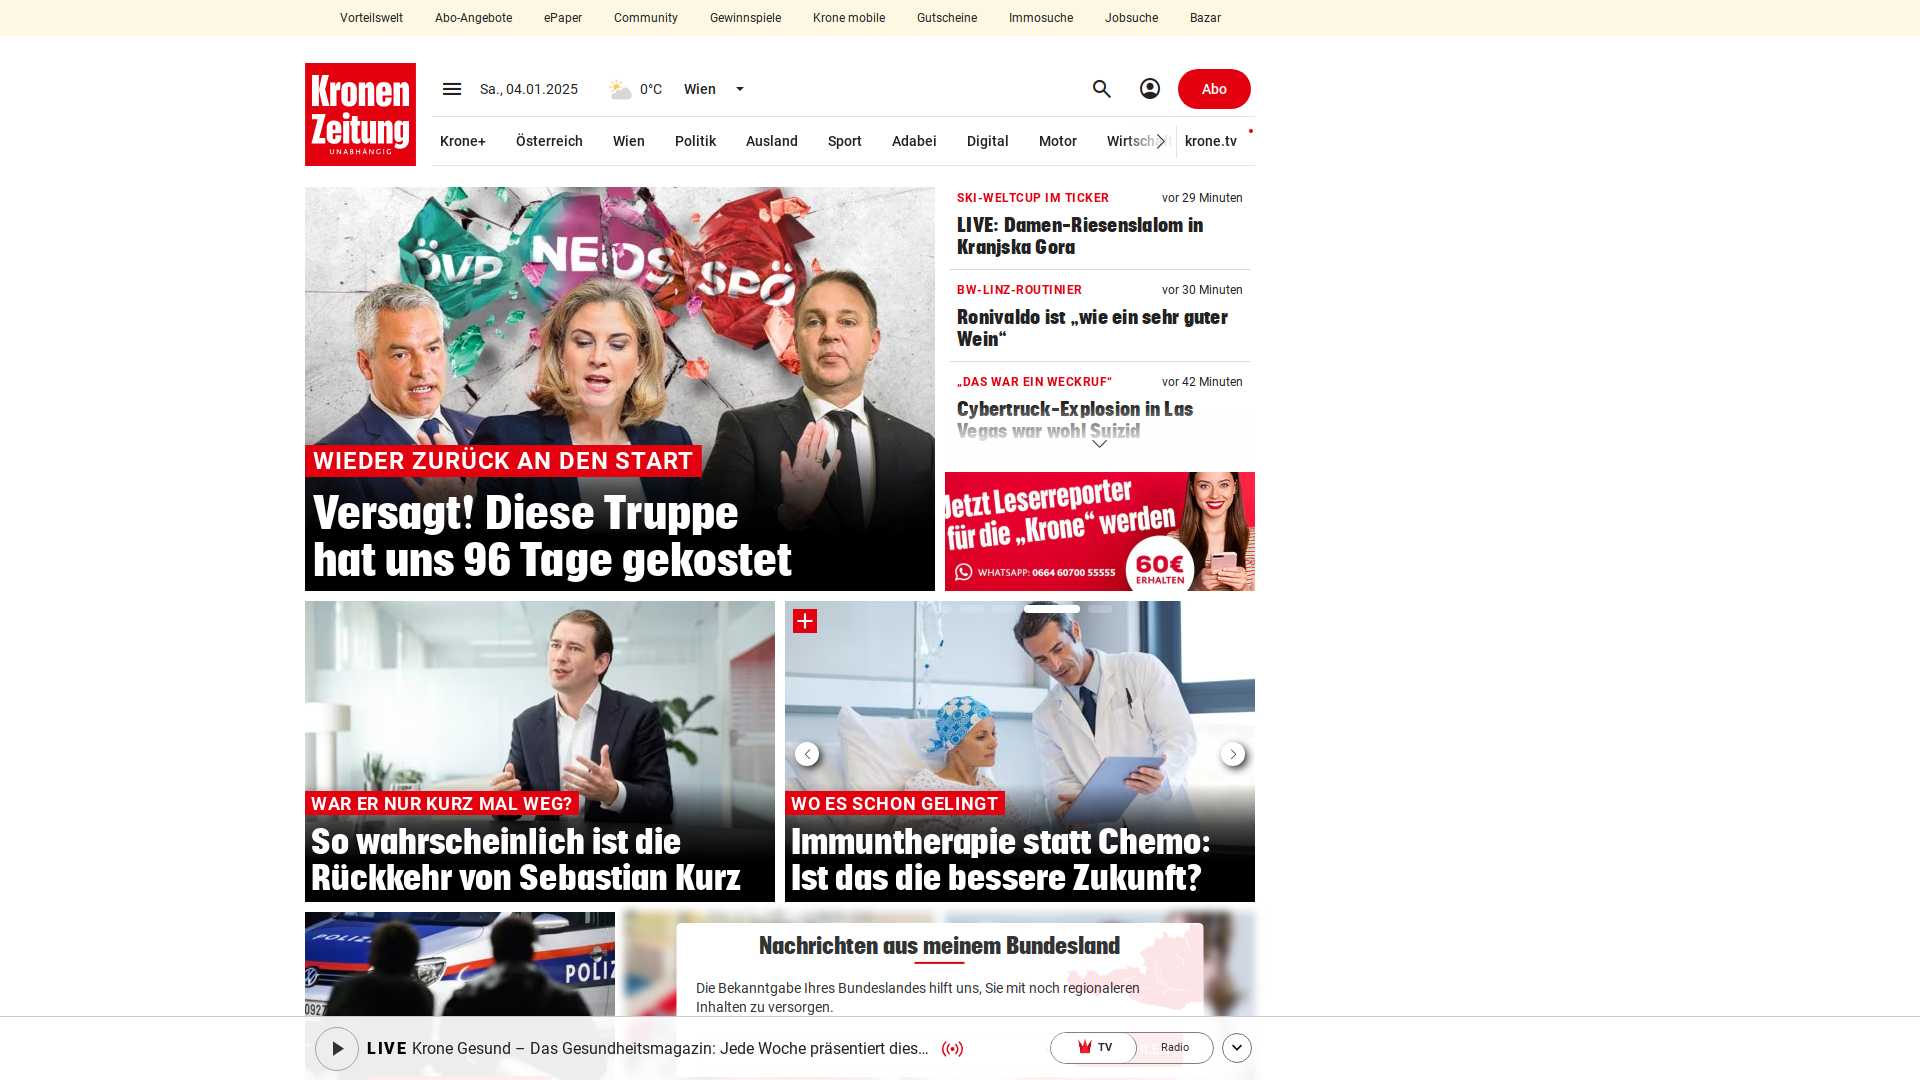 Vorteilswelt Abo-Angebote ePaper Community Gewinnspiele Krone mobile Gutscheine Immosuche Jobsuche Bazar
Kronen
Zeitung
UNABHÄNGIG
Sa., 04.01.2025 0°C Wien Abo
Krone+ Österreich Wien Politik Ausland Sport Adabei Digital Motor Wirtschaft krone.tv
ÖVP NEOS SPÖ
WIEDER ZURÜCK AN DEN START
Versagt! Diese Truppe
hat uns 96 Tage gekostet
SKI-WELTCUP IM TICKER vor 29 Minuten
LIVE: Damen-Riesenslalom in
Kranjska Gora
BW-LINZ-ROUTINIER vor 30 Minuten
Ronivaldo ist „wie ein sehr guter
Wein“
„DAS WAR EIN WECKRUF“ vor 42 Minuten
Cybertruck-Explosion in Las
Vegas war wohl Suizid
Jetzt Leserreporter
für die „Krone“ werden
WHATSAPP: 0664 60700 55555
60€
ERHALTEN
WAR ER NUR KURZ MAL WEG?
So wahrscheinlich ist die
Rückkehr von Sebastian Kurz
WO ES SCHON GELINGT
Immuntherapie statt Chemo:
Ist das die bessere Zukunft?
POLIZEI
POLIZ
0927
Nachrichten aus meinem Bundesland
Die Bekanntgabe Ihres Bundeslandes hilft uns, Sie mit noch regionaleren
Inhalten zu versorgen.
LIVE Krone Gesund – Das Gesundheitsmagazin: Jede Woche präsentiert dies…
TV Radio